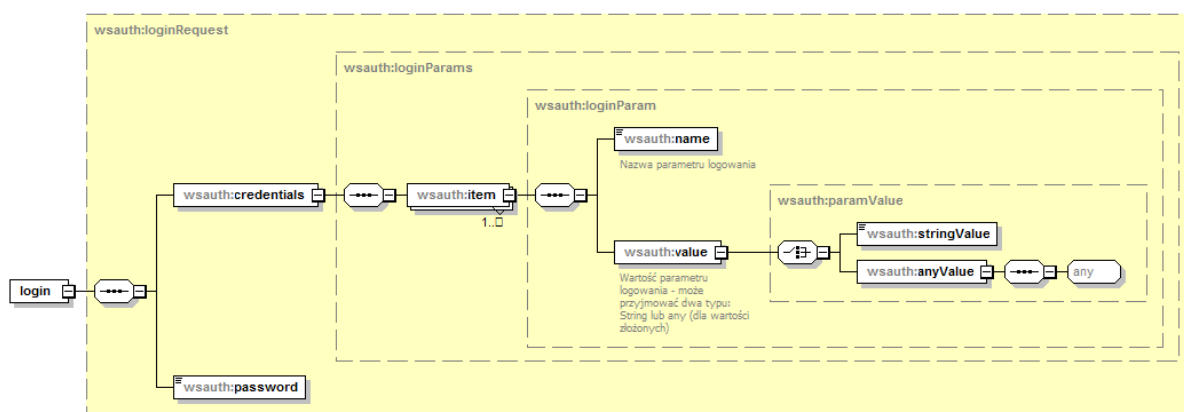 wsauth:loginRequest
wsauth:loginParams
wsauth:loginParam
wsauth:name
Nazwa parametru logowania
wsauth:credentials
wsauth:item
1..□
wsauth:paramValue
wsauth:stringValue
wsauth:value
wsauth:anyValue
any
Wartość parametru
logowania - może
przyjmować dwa typu:
String lub any (dla wartości
złożonych)
login
wsauth:password